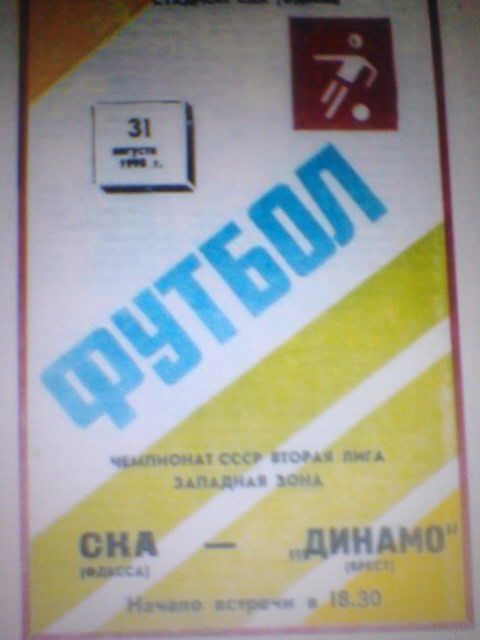 31
августа
1990 г.
ФУТБОЛ
ЧЕМПИОНАТ СССР ВТОРАЯ ЛИГА
ЗАПАДНАЯ ЗОНА
СКА — „ДИНАМО"
(ОДЕССА) (БРЕСТ)
Начало встречи в 18.30